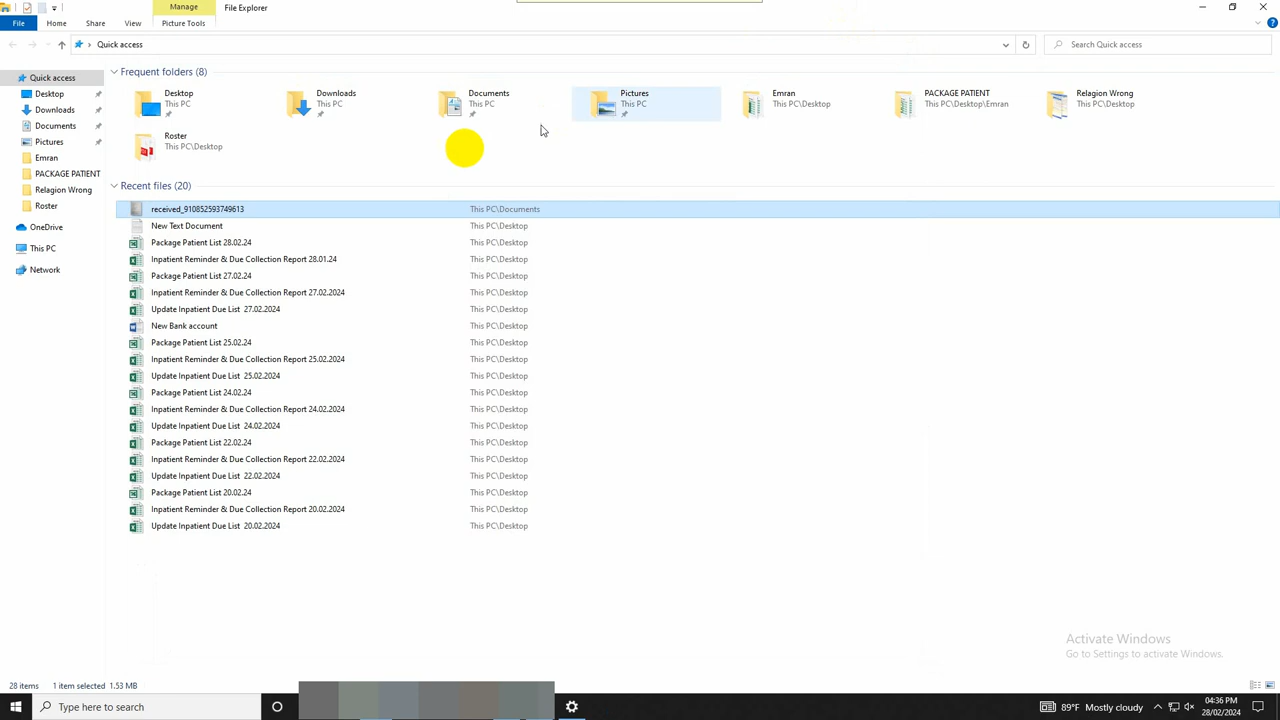 Manage
File Explorer
File
Home
Share
View
Picture Tools
Quick access
Search Quick access
Quick access
Desktop
Downloads
Documents
Pictures
Emran
PACKAGE PATIENT
Relagion Wrong
Roster
OneDrive
This PC
Network
Frequent folders (8)
Desktop
This PC
Downloads
This PC
Documents
This PC
Pictures
This PC
Emran
This PC\Desktop
PACKAGE PATIENT
This PC\Desktop\Emran
Relagion Wrong
This PC\Desktop
Roster
This PC\Desktop
Recent files (20)
received_910852593749613 This PC\Documents
New Text Document This PC\Desktop
Package Patient List 28.02.24 This PC\Desktop
Inpatient Reminder & Due Collection Report 28.01.24 This PC\Desktop
Package Patient List 27.02.24 This PC\Desktop
Inpatient Reminder & Due Collection Report 27.02.2024 This PC\Desktop
Update Inpatient Due List 27.02.2024 This PC\Desktop
New Bank account This PC\Desktop
Package Patient List 25.02.24 This PC\Desktop
Inpatient Reminder & Due Collection Report 25.02.2024 This PC\Desktop
Update Inpatient Due List 25.02.2024 This PC\Desktop
Package Patient List 24.02.24 This PC\Desktop
Inpatient Reminder & Due Collection Report 24.02.2024 This PC\Desktop
Update Inpatient Due List 24.02.2024 This PC\Desktop
Package Patient List 22.02.24 This PC\Desktop
Inpatient Reminder & Due Collection Report 22.02.2024 This PC\Desktop
Update Inpatient Due List 22.02.2024 This PC\Desktop
Package Patient List 20.02.24 This PC\Desktop
Inpatient Reminder & Due Collection Report 20.02.2024 This PC\Desktop
Update Inpatient Due List 20.02.2024 This PC\Desktop
Activate Windows
Go to Settings to activate Windows.
28 items 1 item selected 1.53 MB
Type here to search
89°F Mostly cloudy
04:36 PM
28/02/2024